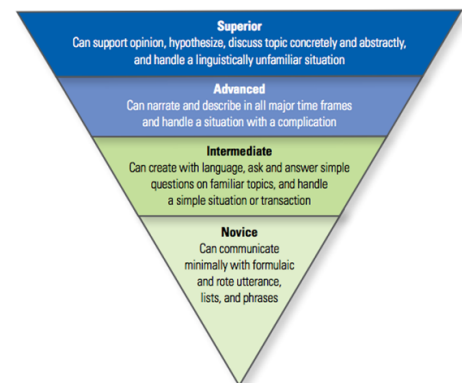 Superior
Can support opinion, hypothesize, discuss topic concretely and abstractly,
and handle a linguistically unfamiliar situation
Advanced
Can narrate and describe in all major time frames
and handle a situation with a complication
Intermediate
Can create with language, ask and answer simple
questions on familiar topics, and handle
a simple situation or transaction
Novice
Can communicate
minimally with formulaic
and rote utterance,
lists, and phrases